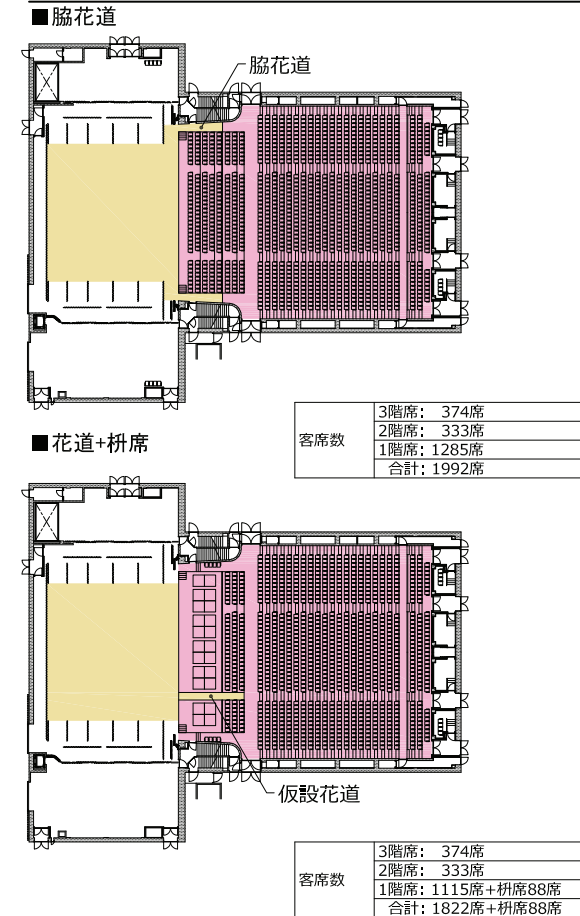 ■脇花道
脇花道
客席数
3階席： 374席
2階席： 333席
1階席：1285席
合計：1992席
■花道+枡席
仮設花道
客席数
3階席： 374席
2階席： 333席
1階席：1115席+枡席88席
合計：1822席+枡席88席